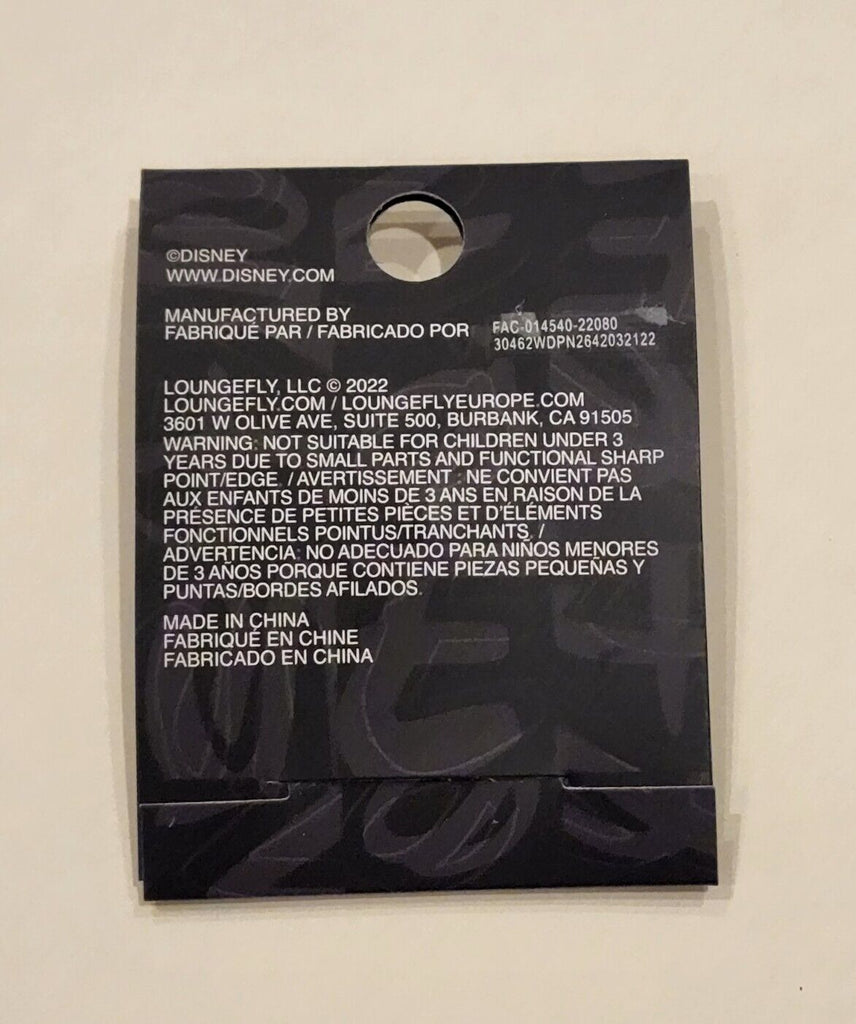 ©DISNEY
WWW.DISNEY.COM
MANUFACTURED BY
FABRIQUÉ PAR / FABRICADO POR
FAC-014540-22080
30462WDPN2642032122
LOUNGEFLY, LLC © 2022
LOUNGEFLY.COM / LOUNGEFLYEUROPE.COM
3601 W OLIVE AVE, SUITE 500, BURBANK, CA 91505
WARNING: NOT SUITABLE FOR CHILDREN UNDER 3
YEARS DUE TO SMALL PARTS AND FUNCTIONAL SHARP
POINT/EDGE. / AVERTISSEMENT : NE CONVIENT PAS
AUX ENFANTS DE MOINS DE 3 ANS EN RAISON DE LA
PRÉSENCE DE PETITES PIÈCES ET D'ÉLÉMENTS
FONCTIONNELS POINTUS/TRANCHANTS. /
ADVERTENCIA: NO ADECUADO PARA NIÑOS MENORES
DE 3 AÑOS PORQUE CONTIENE PIEZAS PEQUEÑAS Y
PUNTAS/BORDES AFILADOS.
MADE IN CHINA
FABRIQUÉ EN CHINE
FABRICADO EN CHINA